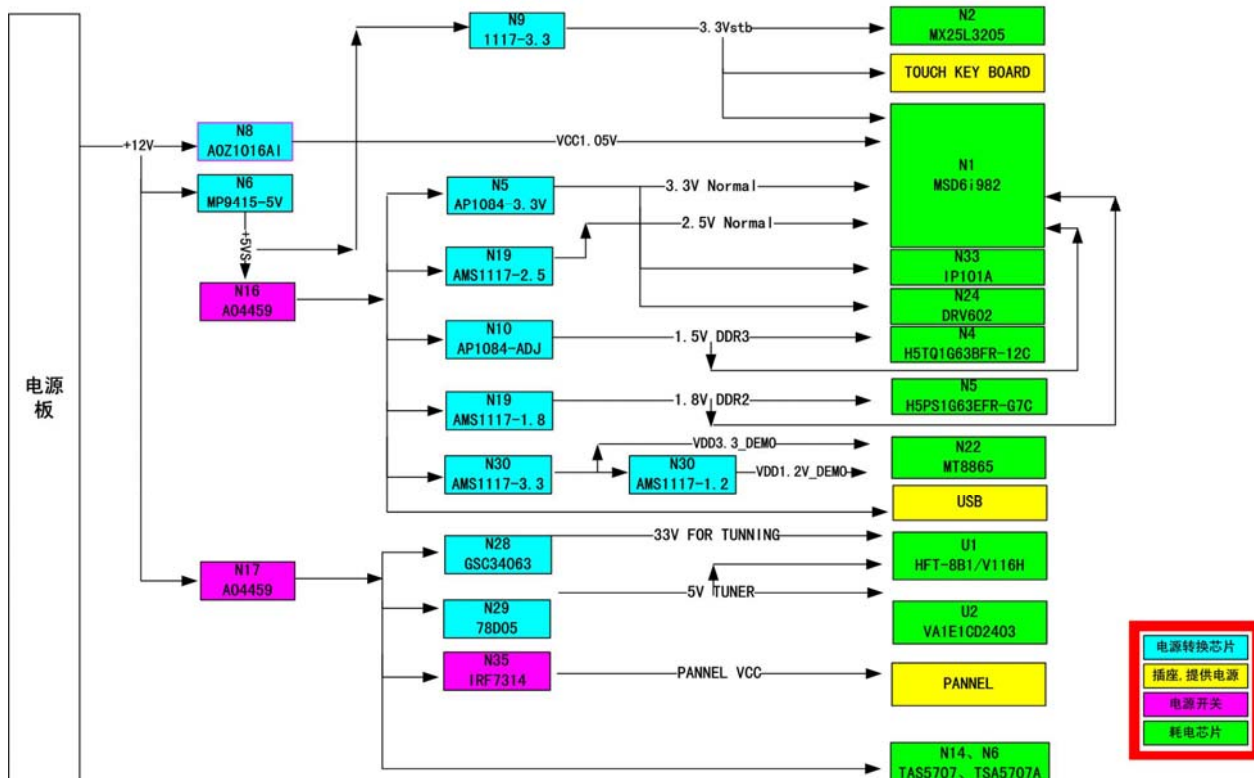 N9
1117-3.3
3.3Vstb
N2
MX25L3205
TOUCH KEY BOARD
+12V
N8
AOZ1016AI
VCC1.05V
N1
MSD6i982
N6
MP9415-5V
+5VS
N5
AP1084-3.3V
3.3V Normal
2.5V Normal
N19
AMS1117-2.5
N33
IP101A
N16
AO4459
N24
DRV602
N10
AP1084-ADJ
1.5V DDR3
N4
H5TQ1G63BFR-12C
电源
板
N19
AMS1117-1.8
1.8V DDR2
N5
H5PS1G63EFR-G7C
N30
AMS1117-3.3
VDD3.3_DEMO
N30
AMS1117-1.2
VDD1.2V_DEMO
N22
MT8865
USB
N28
GSC34063
33V FOR TUNNING
U1
HFT-8B1/V116H
N17
AO4459
N29
78D05
5V TUNER
U2
VA1E1CD2403
N35
IRF7314
PANNEL VCC
PANNEL
N14、N6
TAS5707、TSA5707A
电源转换芯片
插座,提供电源
电源开关
耗电芯片